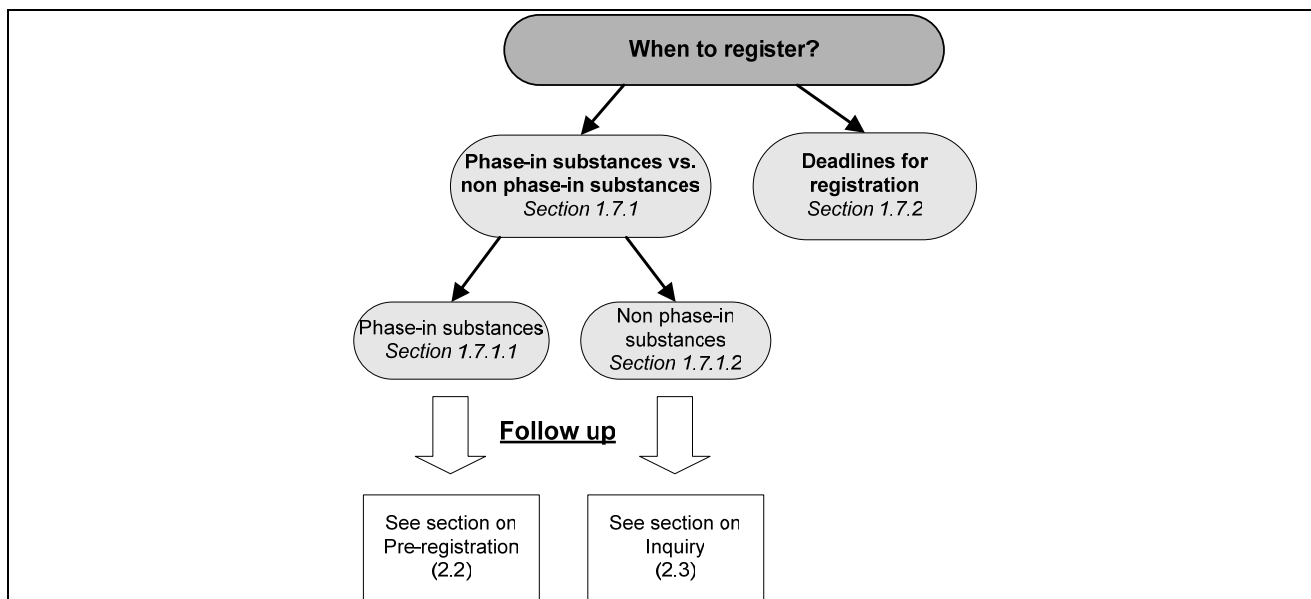 When to register?
Phase-in substances vs.
non phase-in substances
Section 1.7.1
Deadlines for
registration
Section 1.7.2
Phase-in substances
Section 1.7.1.1
Non phase-in
substances
Section 1.7.1.2
Follow up
See section on
Pre-registration
(2.2)
See section on
Inquiry
(2.3)